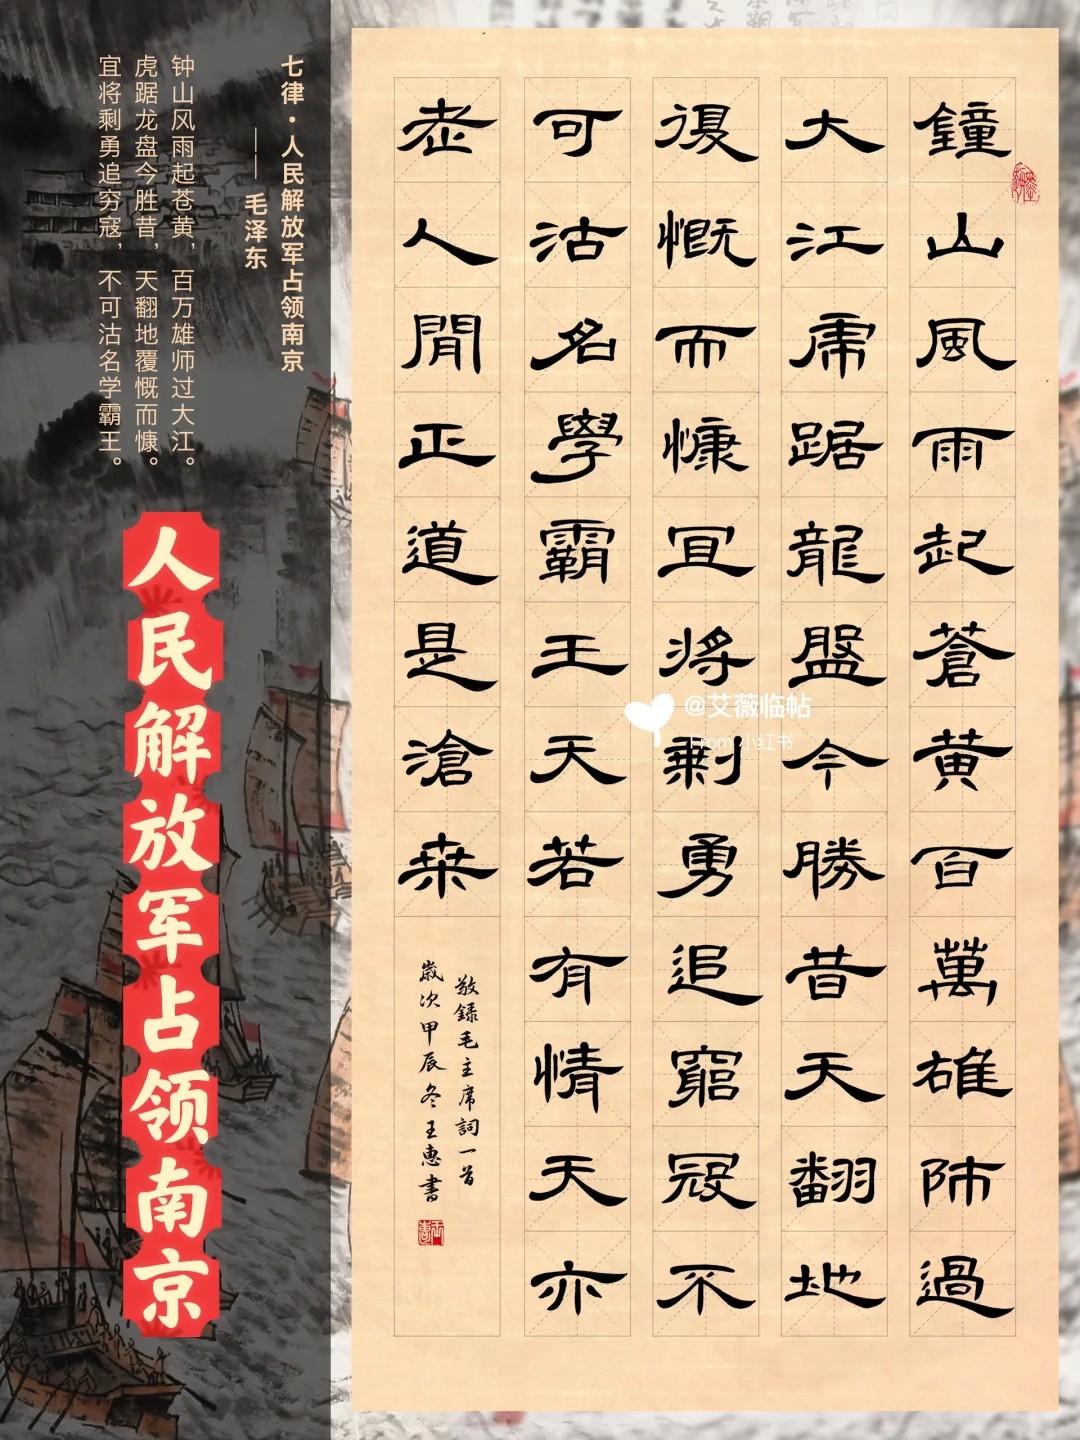 七律·人民解放军占领南京
——毛泽东
钟山风雨起苍黄，百万雄师过大江。
虎踞龙盘今胜昔，天翻地覆慨而慷。
宜将剩勇追穷寇，不可沽名学霸王。
人民解放军占领南京
鐘山風雨起蒼黄百萬雄師過
大江虎踞龍盤今勝昔天翻地
復慨而慷宜將剩勇追窮寇不
可沽名學霸王天若有情天亦
老人閒正道是滄桒
敬録毛主席詞一首
歲次甲辰冬王惠書
@艾薇临帖
From 小红书